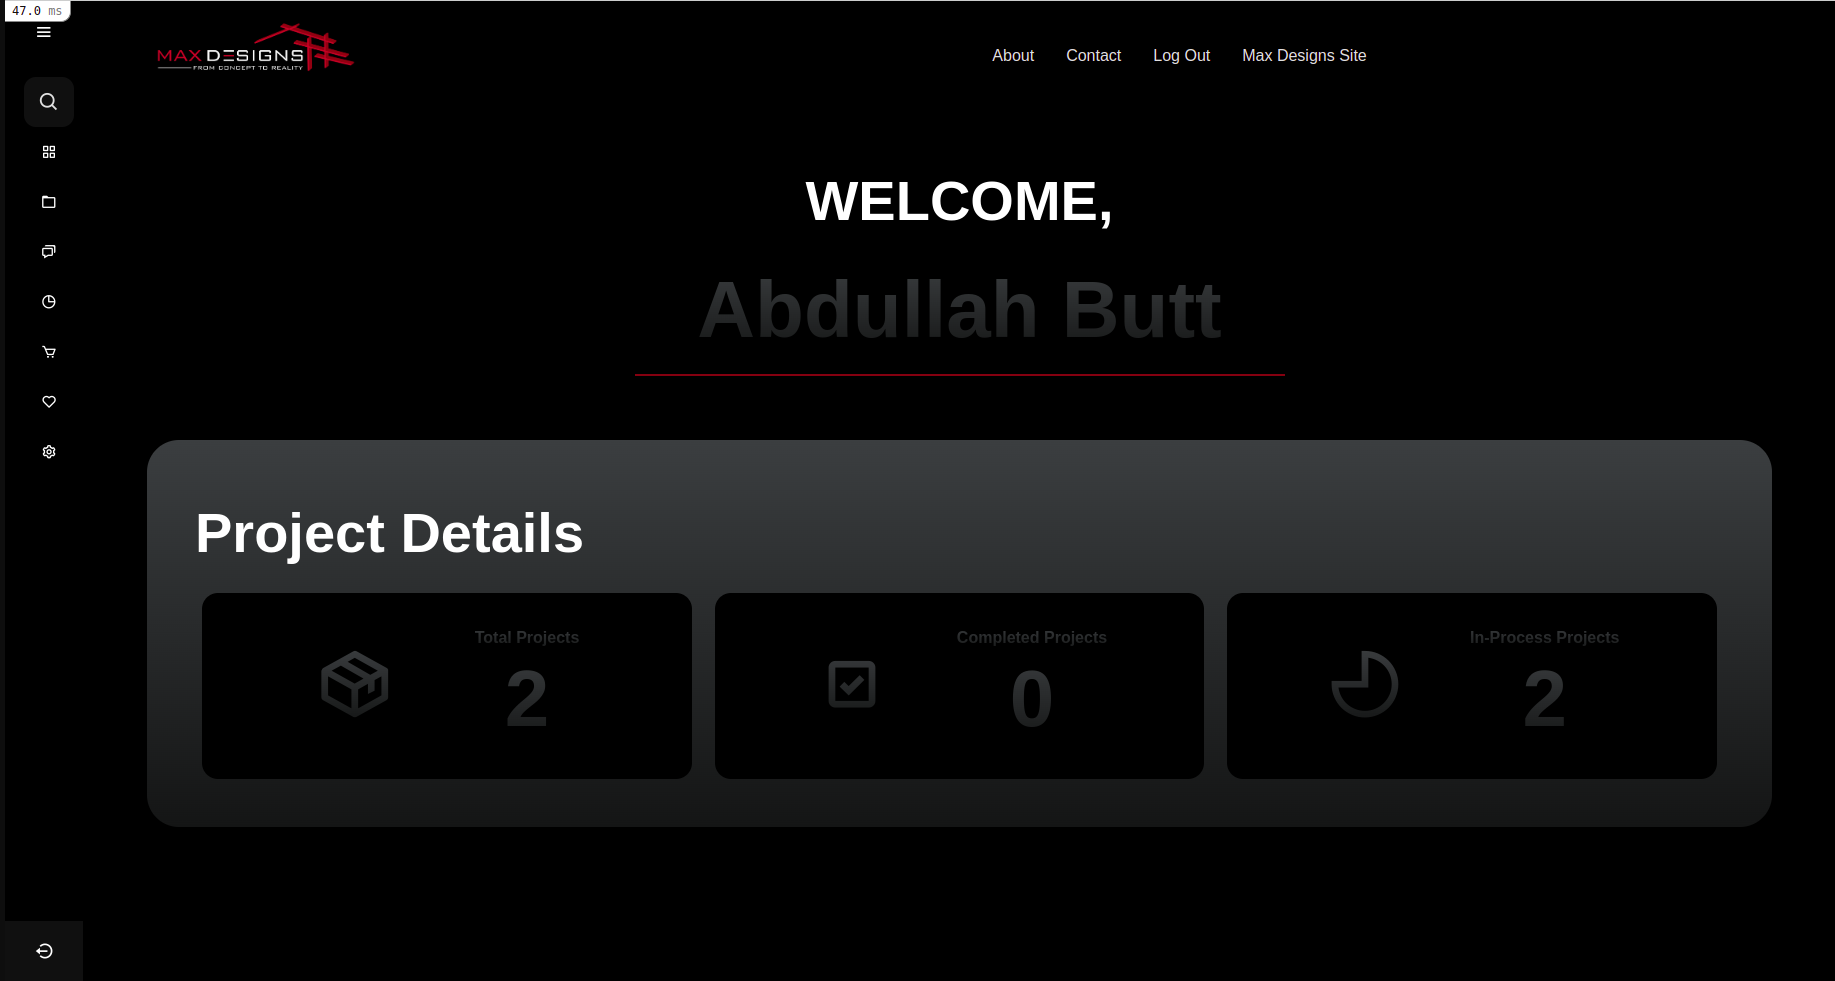 47.0 ms
MAX DESIGNS
FROM CONCEPT TO REALITY
About Contact Log Out Max Designs Site
WELCOME,
Abdullah Butt
Project Details
Total Projects
2
Completed Projects
0
In-Process Projects
2